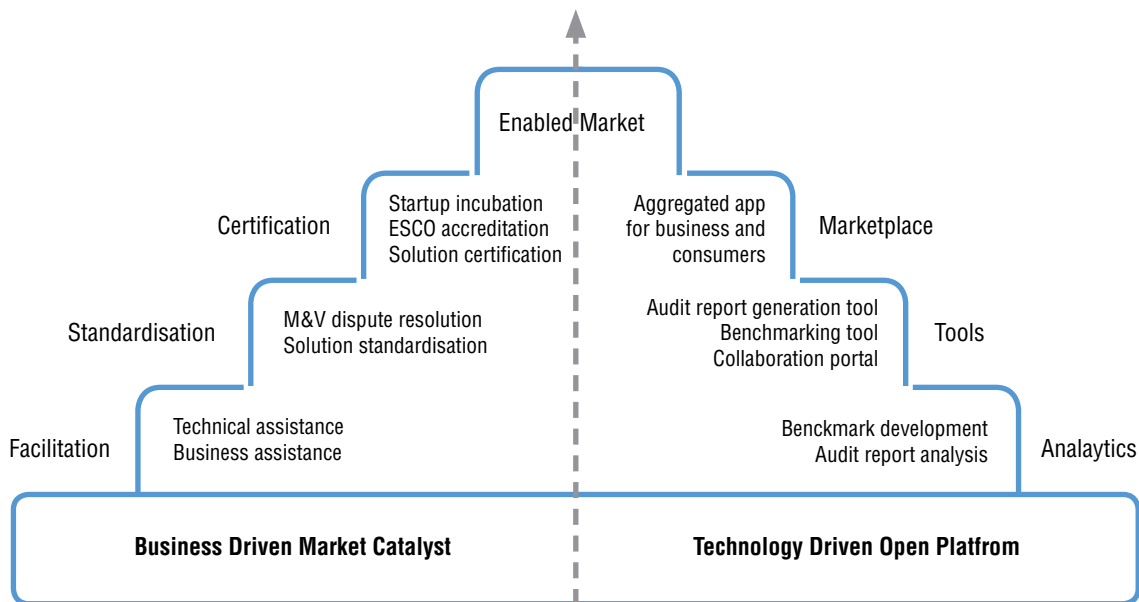 Enabled Market
Certification
Startup incubation
ESCO accreditation
Solution certification
Aggregated app
for business and
consumers
Marketplace
Standardisation
M&V dispute resolution
Solution standardisation
Audit report generation tool
Benchmarking tool
Collaboration portal
Tools
Facilitation
Technical assistance
Business assistance
Benckmark development
Audit report analysis
Analaytics
Business Driven Market Catalyst
Technology Driven Open Platfrom